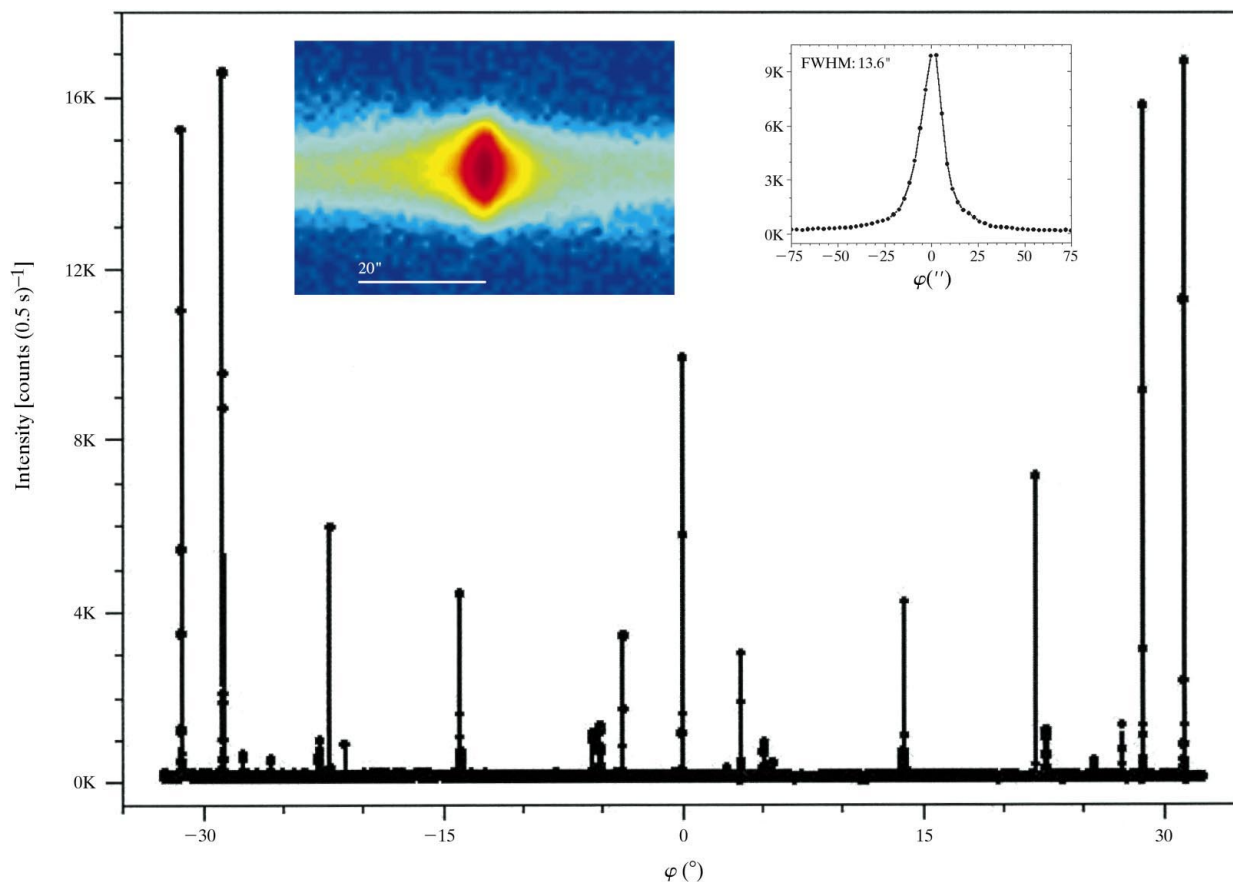 16K
12K
8K
4K
0K
Intensity [counts (0.5 s)⁻¹]
−30
−15
0
15
30
φ (°)
20"
FWHM: 13.6"
9K
6K
3K
0K
−75
−50
−25
0
25
50
75
φ(′′)